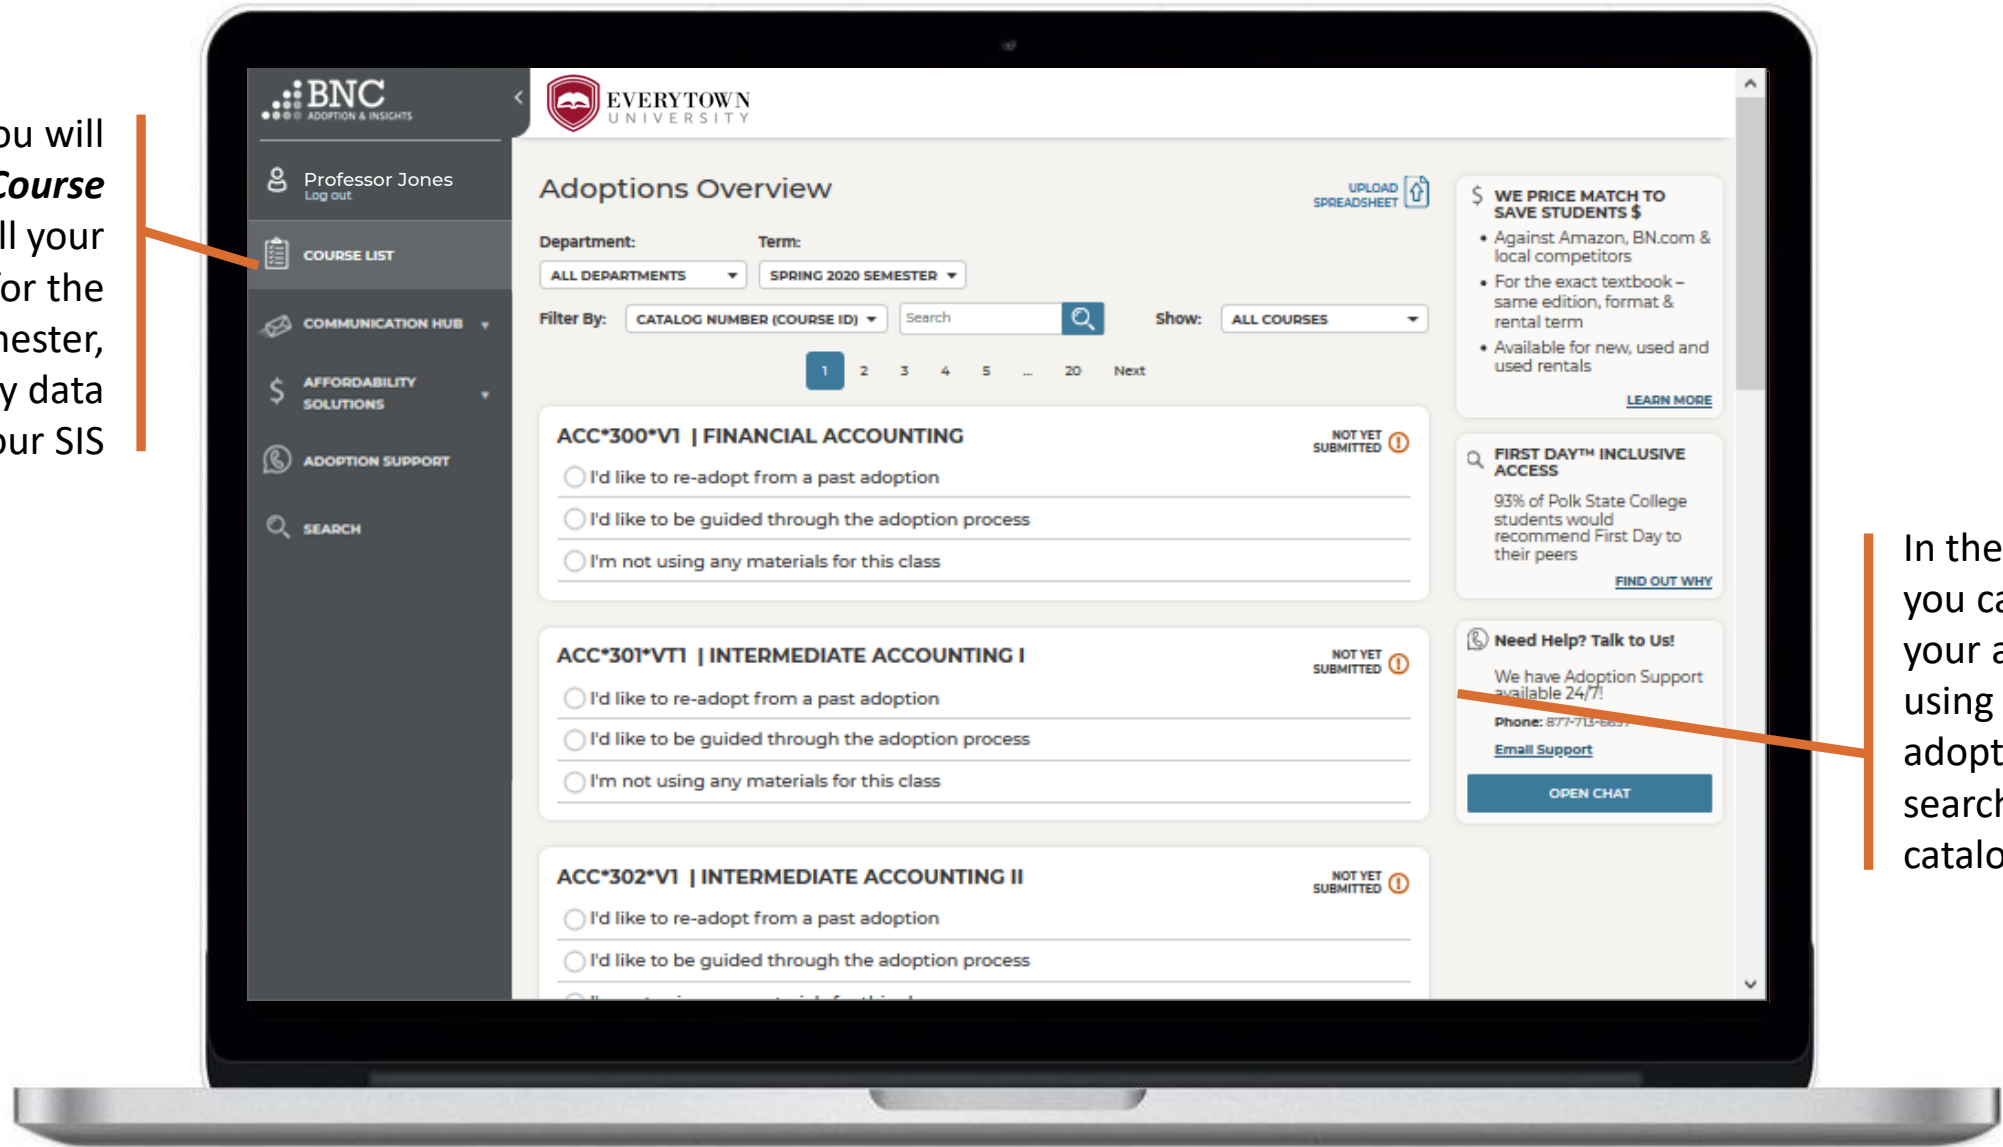 ou will
Course
ll your
for the
nester,
y data
our SIS
BNC
ADOPTION & INSIGHTS
Professor Jones
Log out
COURSE LIST
COMMUNICATION HUB
AFFORDABILITY
SOLUTIONS
ADOPTION SUPPORT
SEARCH
EVERYTOWN
UNIVERSITY
Adoptions Overview
UPLOAD
SPREADSHEET
Department: Term:
ALL DEPARTMENTS SPRING 2020 SEMESTER
Filter By: CATALOG NUMBER (COURSE ID) Search Show: ALL COURSES
1 2 3 4 5 ... 20 Next
ACC*300*V1 | FINANCIAL ACCOUNTING
NOT YET
SUBMITTED
I'd like to re-adopt from a past adoption
I'd like to be guided through the adoption process
I'm not using any materials for this class
ACC*301*VT1 | INTERMEDIATE ACCOUNTING I
NOT YET
SUBMITTED
I'd like to re-adopt from a past adoption
I'd like to be guided through the adoption process
I'm not using any materials for this class
ACC*302*V1 | INTERMEDIATE ACCOUNTING II
NOT YET
SUBMITTED
I'd like to re-adopt from a past adoption
I'd like to be guided through the adoption process
$ WE PRICE MATCH TO
SAVE STUDENTS $
• Against Amazon, BN.com &
local competitors
• For the exact textbook –
same edition, format &
rental term
• Available for new, used and
used rentals
LEARN MORE
FIRST DAY™ INCLUSIVE
ACCESS
93% of Polk State College
students would
recommend First Day to
their peers
FIND OUT WHY
Need Help? Talk to Us!
We have Adoption Support
available 24/7!
Phone: 877-713-
Email Support
OPEN CHAT
In the
you ca
your a
using
adopt
search
catalo